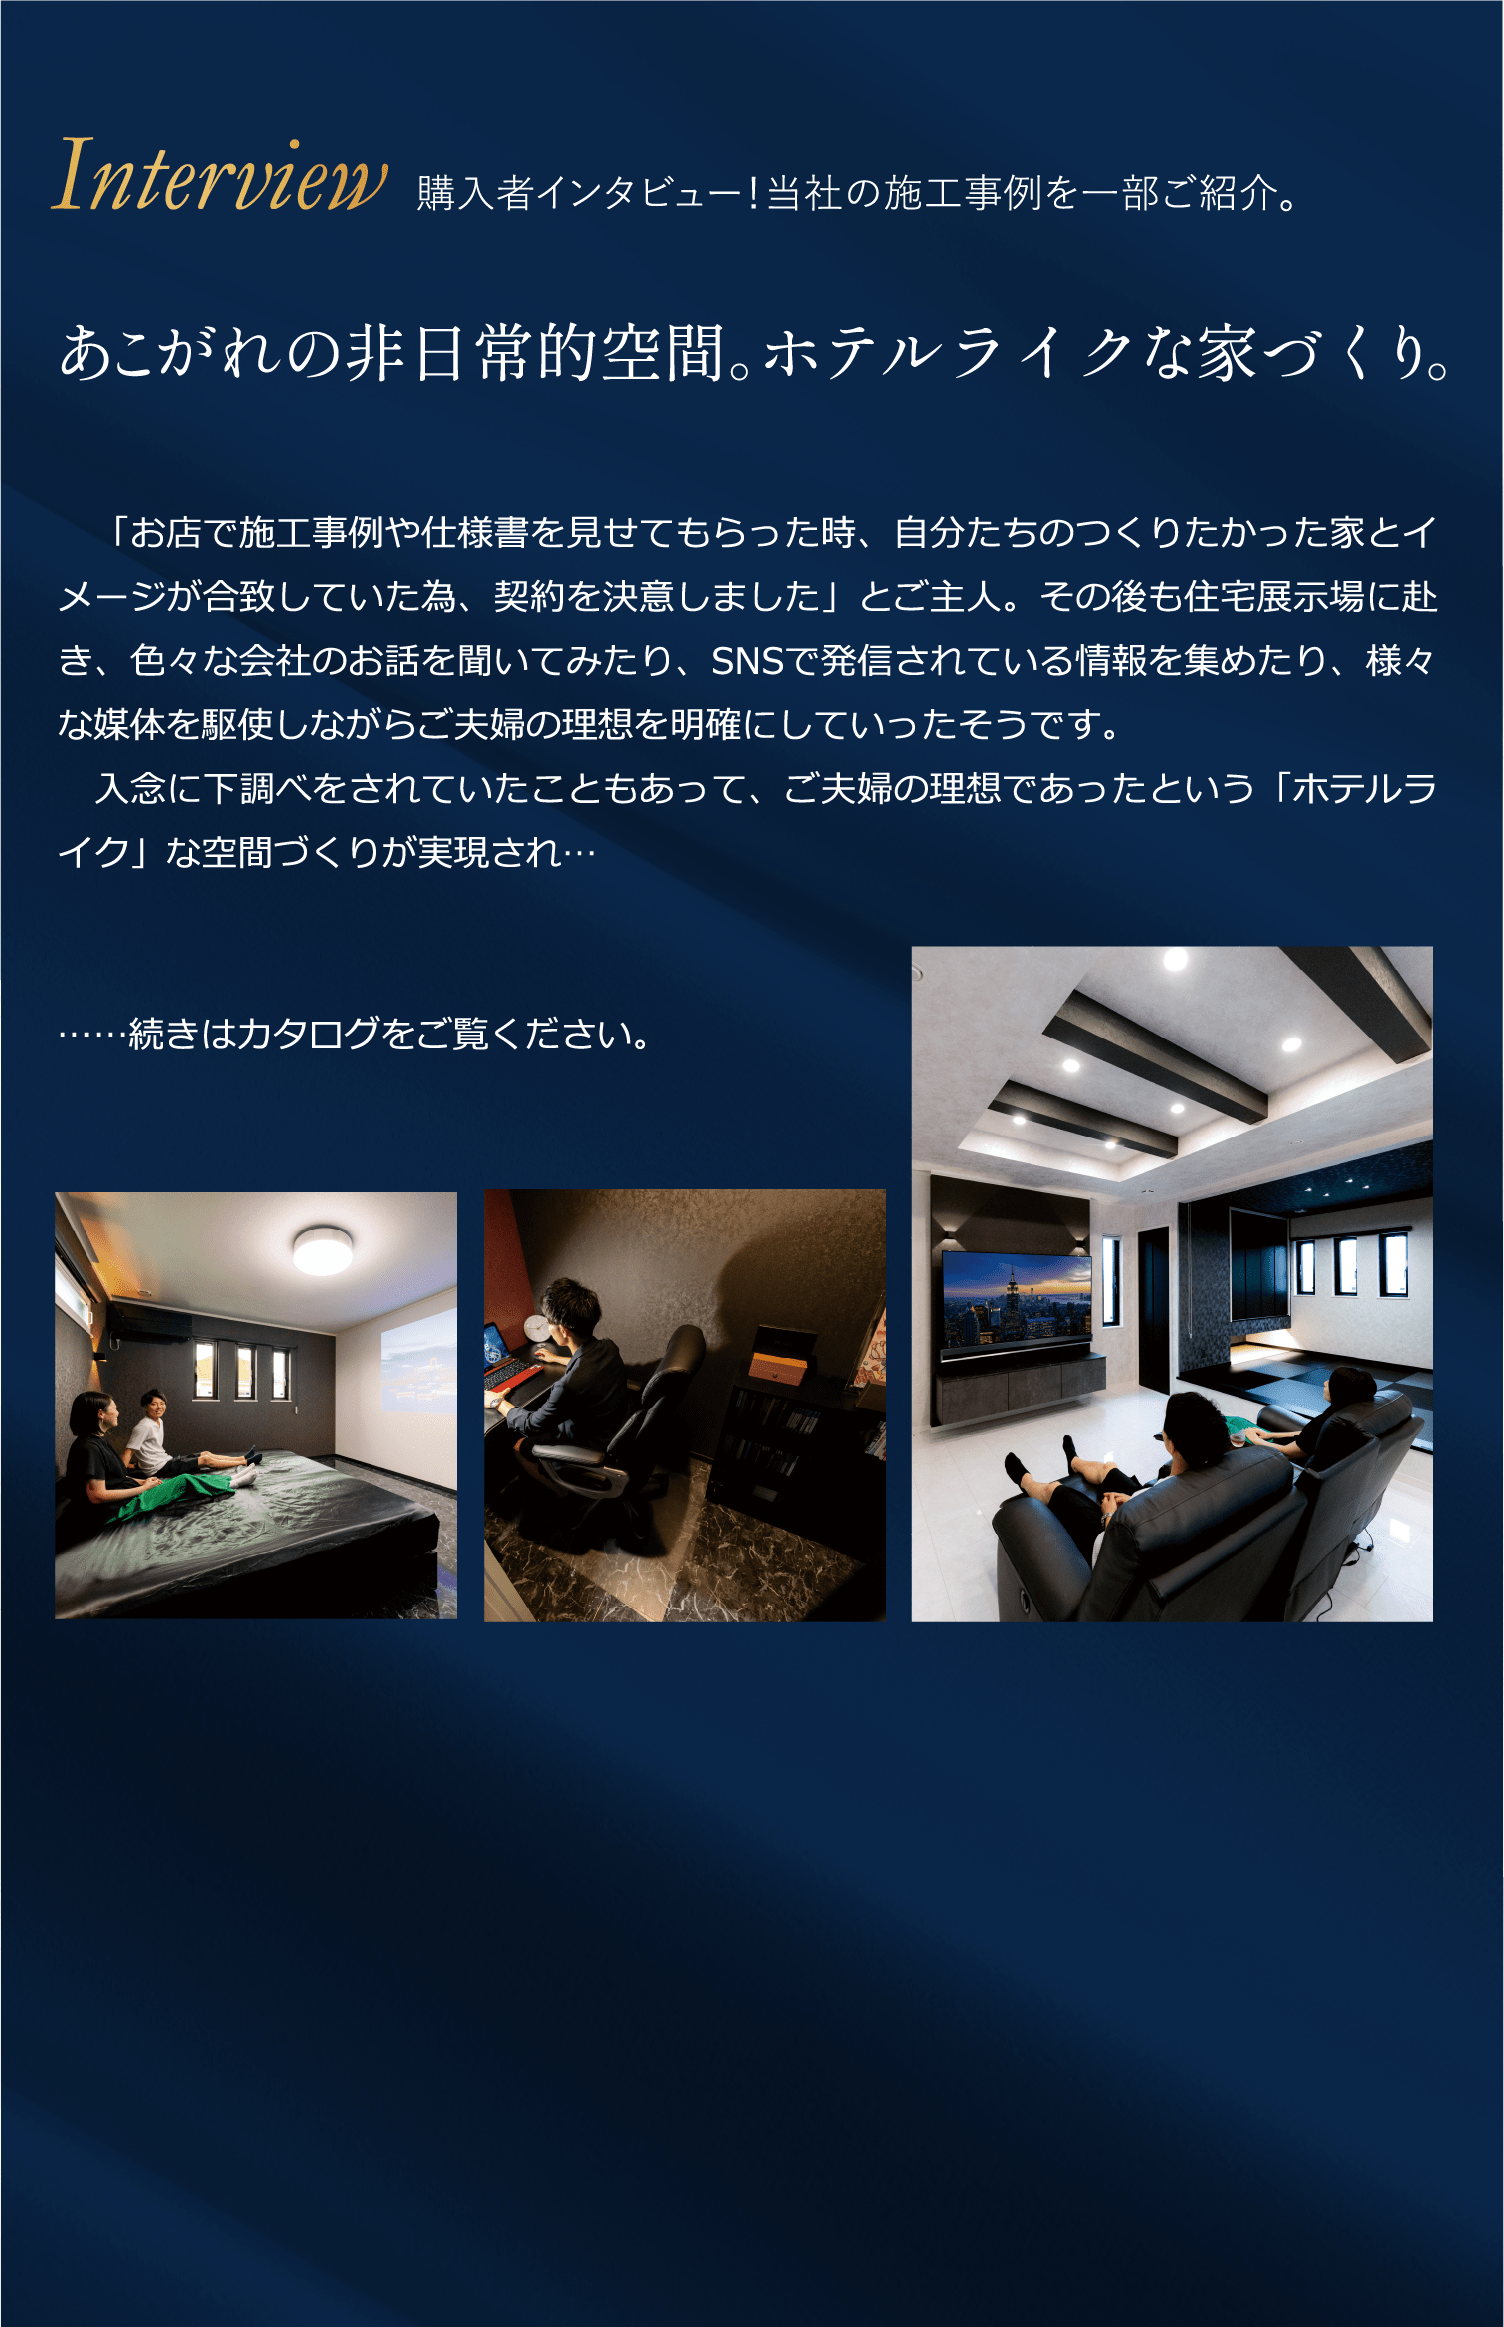 Interview 購入者インタビュー！当社の施工事例を一部ご紹介。
あこがれの非日常的空間。ホテルライクな家づくり。
「お店で施工事例や仕様書を見せてもらった時、自分たちのつくりたかった家とイ
メージが合致していた為、契約を決意しました」とご主人。その後も住宅展示場に赴
き、色々な会社のお話を聞いてみたり、SNSで発信されている情報を集めたり、様々
な媒体を駆使しながらご夫婦の理想を明確にしていったそうです。
入念に下調べをされていたこともあって、ご夫婦の理想であったという「ホテルラ
イク」な空間づくりが実現され…
……続きはカタログをご覧ください。